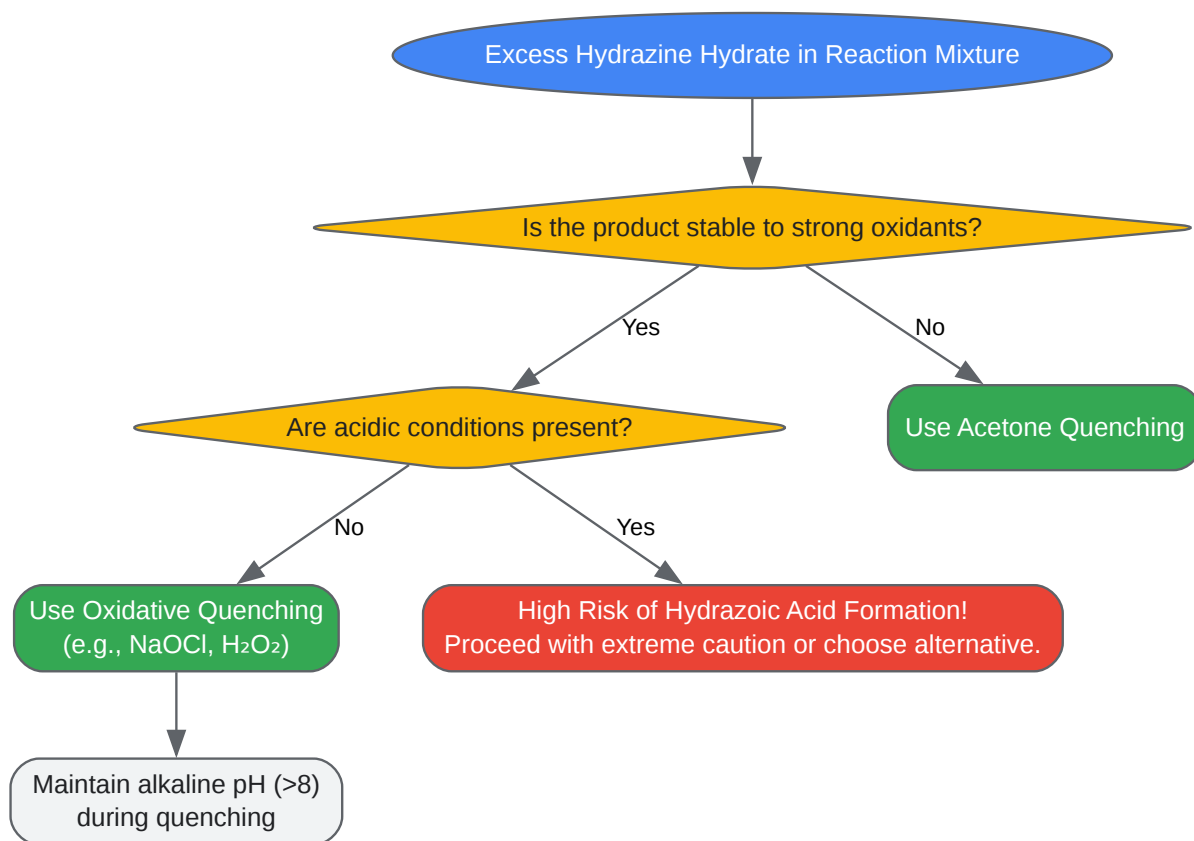 Excess Hydrazine Hydrate in Reaction Mixture
Is the product stable to strong oxidants?
Yes
No
Are acidic conditions present?
Use Acetone Quenching
No
Yes
Use Oxidative Quenching
(e.g., NaOCl, H₂O₂)
High Risk of Hydrazoic Acid Formation!
Proceed with extreme caution or choose alternative.
Maintain alkaline pH (>8)
during quenching